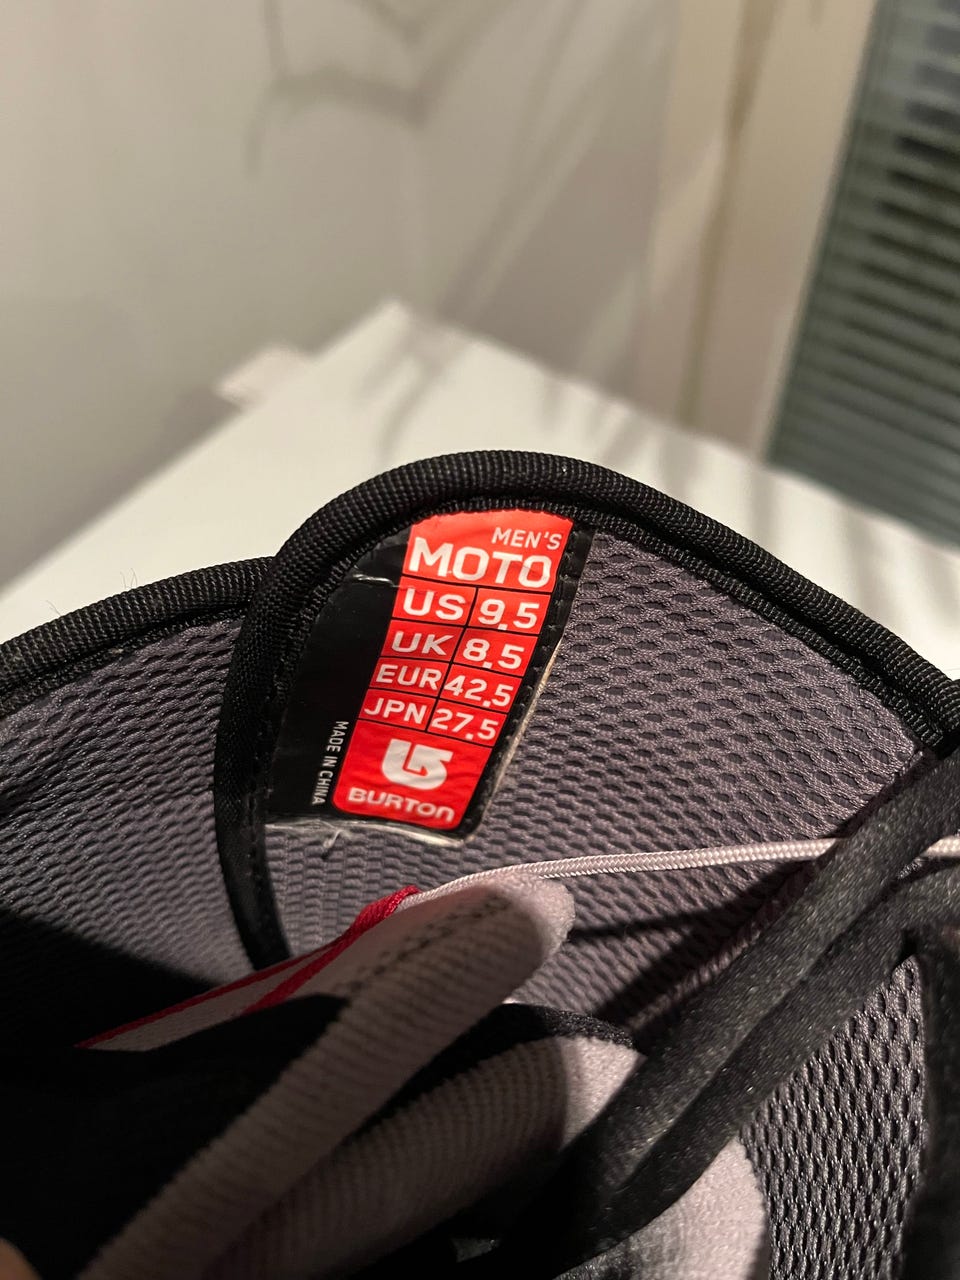 MEN'S
MOTO
US 9.5
UK 8.5
EUR 42.5
JPN 27.5
BURTON
MADE IN CHINA